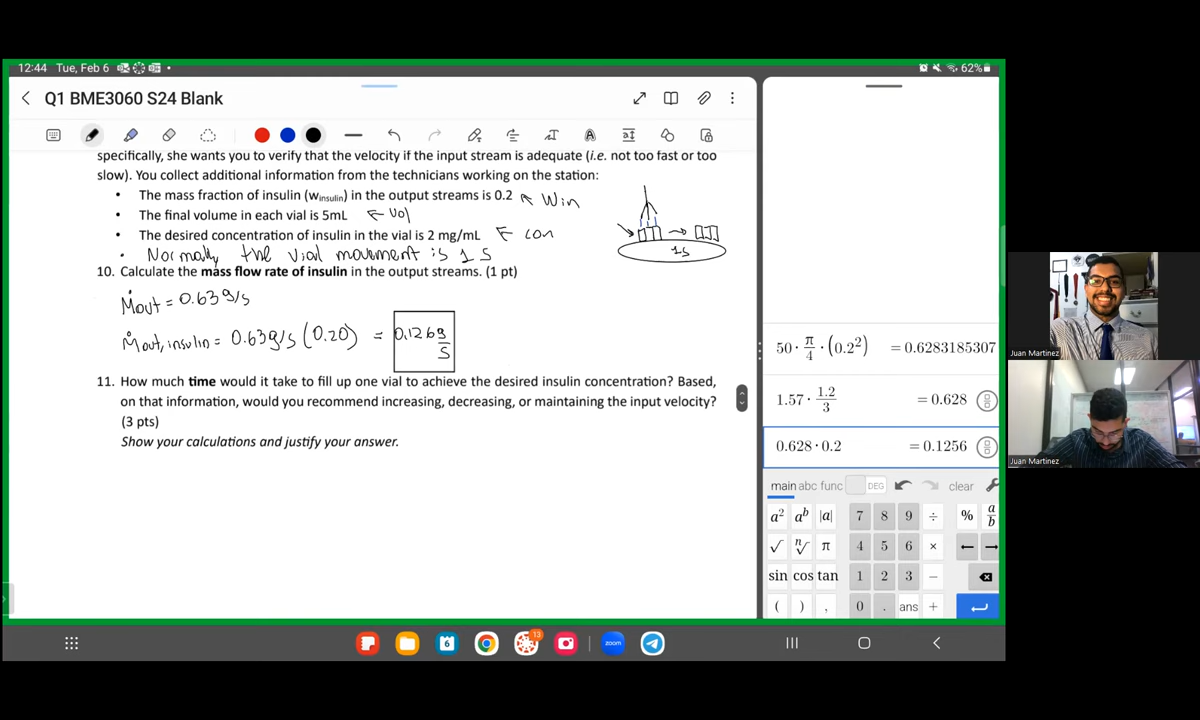 12:44 Tue, Feb 6
62%
Q1 BME3060 S24 Blank
specifically, she wants you to verify that the velocity if the input stream is adequate (i.e. not too fast or too
slow). You collect additional information from the technicians working on the station:
• The mass fraction of insulin (winsulin) in the output streams is 0.2 ↖ Win
• The final volume in each vial is 5mL ← Vol
• The desired concentration of insulin in the vial is 2 mg/mL ← con
• Normally the vial movement is 1 s
1s
10. Calculate the mass flow rate of insulin in the output streams. (1 pt)
ṁout = 0.63g/s
ṁout, insulin = 0.63g/s (0.20) = 0.126 g/s
11. How much time would it take to fill up one vial to achieve the desired insulin concentration? Based,
on that information, would you recommend increasing, decreasing, or maintaining the input velocity?
(3 pts)
Show your calculations and justify your answer.
50 · π/4 · (0.2²) = 0.6283185307
1.57 · 1.2/3 = 0.628
0.628 · 0.2 = 0.1256
main abc func DEG clear
a² aᵇ |a| 7 8 9 ÷ % a/b
√ ⁿ√ π 4 5 6 × ← →
sin cos tan 1 2 3 −
( ) , 0 . ans +
6
13
zoom
Juan Martinez
Juan Martinez